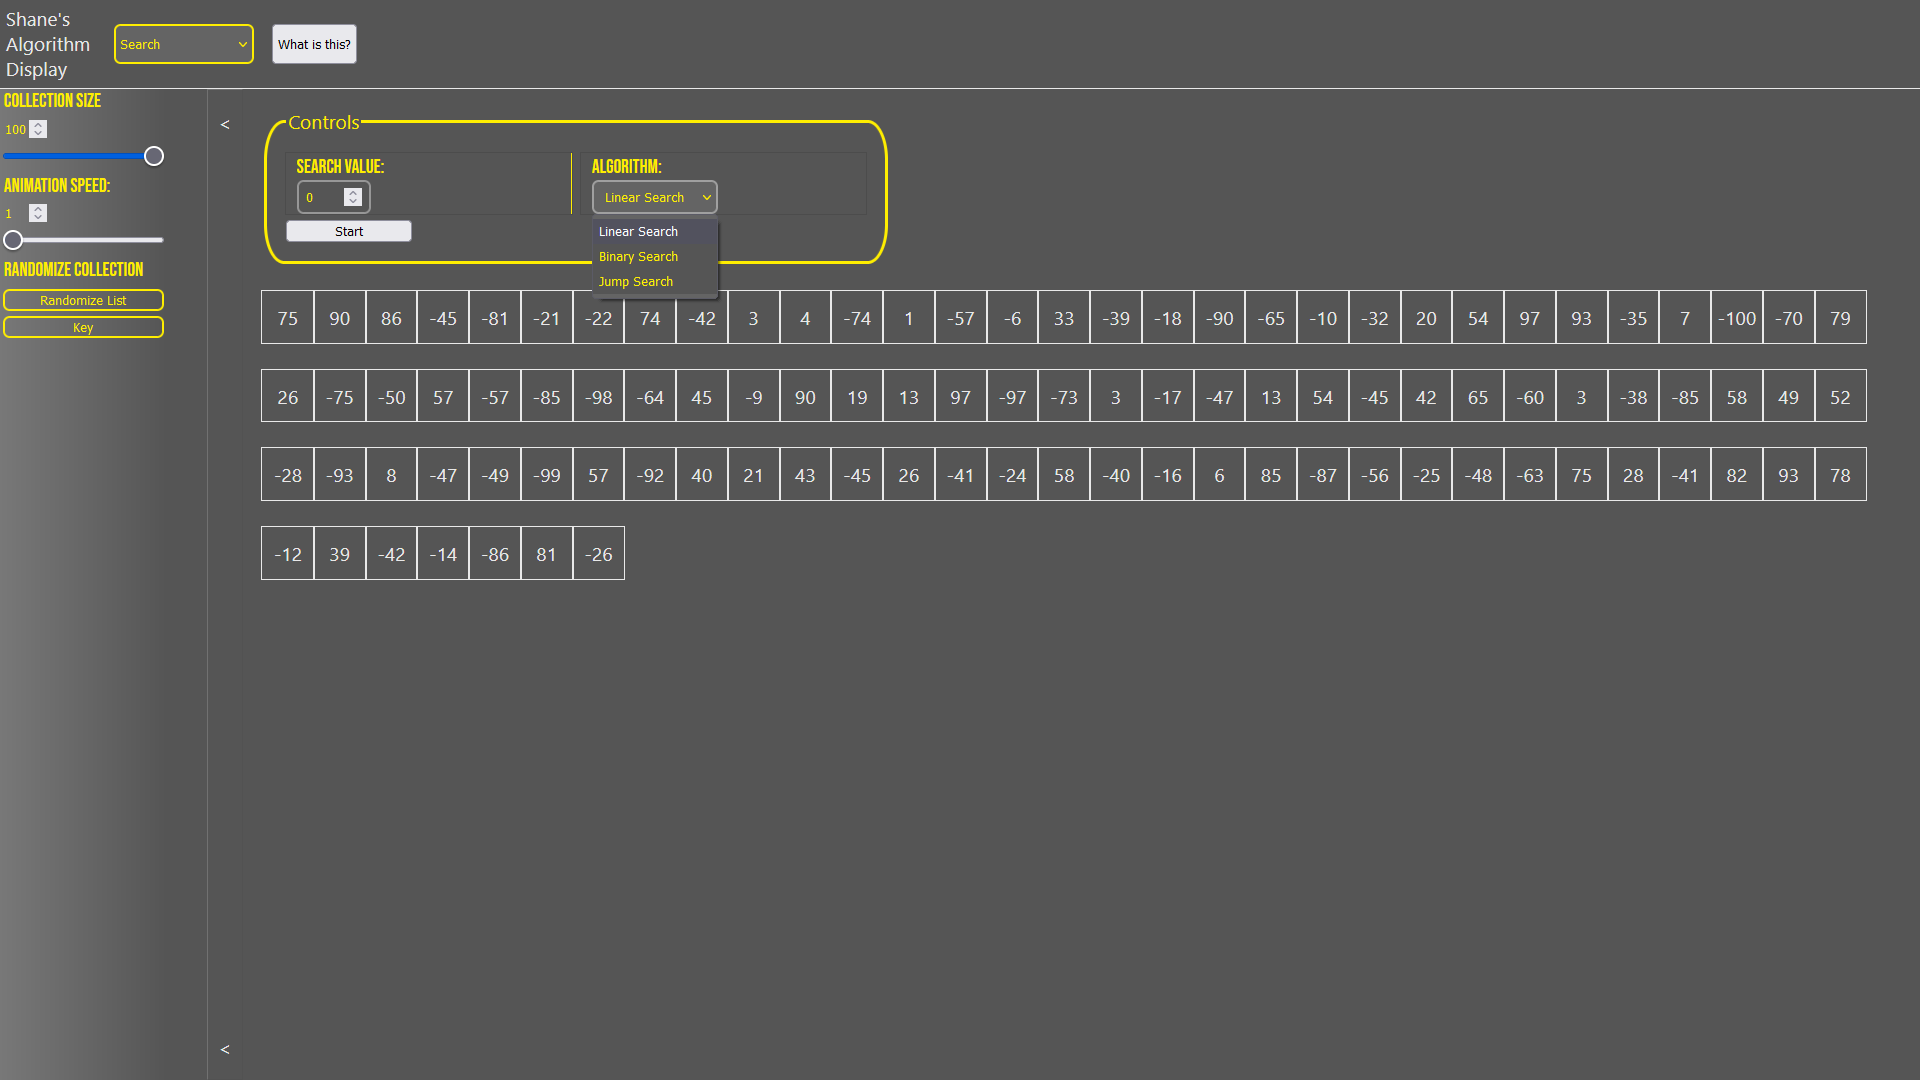 Shane's
Algorithm
Display
Search
What is this?
COLLECTION SIZE
100
ANIMATION SPEED:
1
RANDOMIZE COLLECTION
Randomize List
Key
<
Controls
SEARCH VALUE:
0
Start
ALGORITHM:
Linear Search
Linear Search
Binary Search
Jump Search
75 90 86 -45 -81 -21 -22 74 -42 3 4 -74 1 -57 -6 33 -39 -18 -90 -65 -10 -32 20 54 97 93 -35 7 -100 -70 79
26 -75 -50 57 -57 -85 -98 -64 45 -9 90 19 13 97 -97 -73 3 -17 -47 13 54 -45 42 65 -60 3 -38 -85 58 49 52
-28 -93 8 -47 -49 -99 57 -92 40 21 43 -45 26 -41 -24 58 -40 -16 6 85 -87 -56 -25 -48 -63 75 28 -41 82 93 78
-12 39 -42 -14 -86 81 -26
<